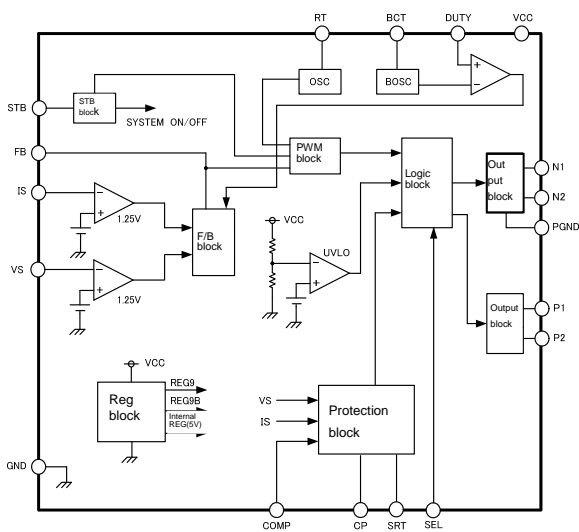 RT
BCT
DUTY
VCC
OSC
BOSC
+
−
STB
STB
block
SYSTEM ON/OFF
FB
PWM
block
Logic
block
Out
put
block
N1
N2
PGND
IS
−
+
1.25V
F/B
block
VCC
UVLO
−
+
VS
−
+
1.25V
Output
block
P1
P2
VCC
Reg
block
REG9
REG9B
Internal
REG(5V)
VS
IS
Protection
block
GND
COMP
CP
SRT
SEL